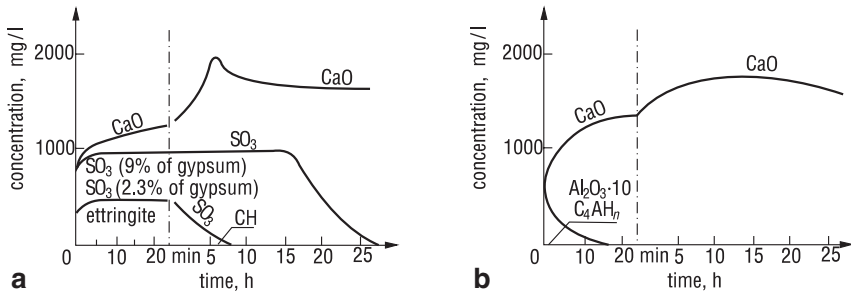 concentration, mg/l
2000
1000
CaO
CaO
SO₃
SO₃ (9% of gypsum)
SO₃ (2.3% of gypsum)
ettringite
SO₃
CH
0 10 20 min 5 10 15 20 25
time, h
a
concentration, mg/l
2000
1000
CaO
CaO
Al₂O₃·10
C₄AHₙ
0 10 20 min 5 10 15 20 25
time, h
b